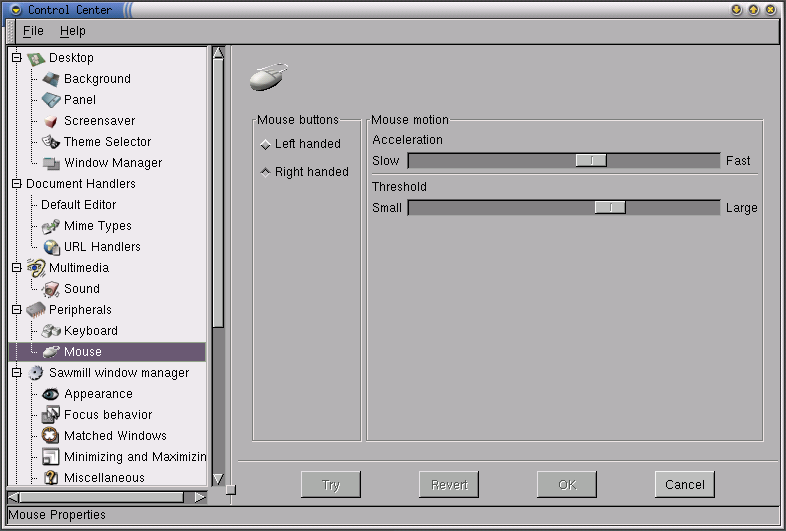 Control Center
File Help
Desktop
Background
Panel
Screensaver
Theme Selector
Window Manager
Document Handlers
Default Editor
Mime Types
URL Handlers
Multimedia
Sound
Peripherals
Keyboard
Mouse
Sawmill window manager
Appearance
Focus behavior
Matched Windows
Minimizing and Maximizin
Miscellaneous
Mouse buttons
Left handed
Right handed
Mouse motion
Acceleration
Slow Fast
Threshold
Small Large
Try Revert OK Cancel
Mouse Properties